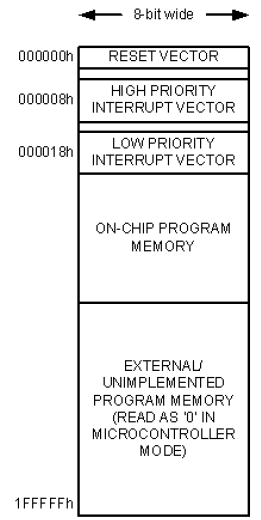 8-bit wide
000000h
RESET VECTOR
000008h
HIGH PRIORITY
INTERRUPT VECTOR
000018h
LOW PRIORITY
INTERRUPT VECTOR
ON-CHIP PROGRAM
MEMORY
EXTERNAL/
UNIMPLEMENTED
PROGRAM MEMORY
(READ AS '0' IN
MICROCONTROLLER
MODE)
1FFFFFh